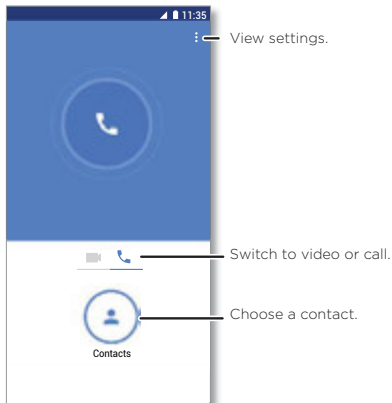 11:35
View settings.
Switch to video or call.
Choose a contact.
Contacts